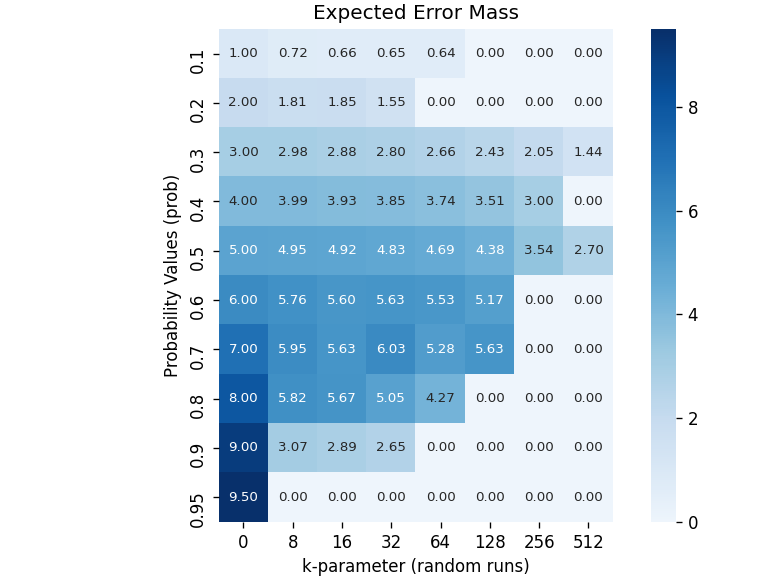 Expected Error Mass
Probability Values (prob)
0.1 1.00 0.72 0.66 0.65 0.64 0.00 0.00 0.00
0.2 2.00 1.81 1.85 1.55 0.00 0.00 0.00 0.00
0.3 3.00 2.98 2.88 2.80 2.66 2.43 2.05 1.44
0.4 4.00 3.99 3.93 3.85 3.74 3.51 3.00 0.00
0.5 5.00 4.95 4.92 4.83 4.69 4.38 3.54 2.70
0.6 6.00 5.76 5.60 5.63 5.53 5.17 0.00 0.00
0.7 7.00 5.95 5.63 6.03 5.28 5.63 0.00 0.00
0.8 8.00 5.82 5.67 5.05 4.27 0.00 0.00 0.00
0.9 9.00 3.07 2.89 2.65 0.00 0.00 0.00 0.00
0.95 9.50 0.00 0.00 0.00 0.00 0.00 0.00 0.00
0 8 16 32 64 128 256 512
k-parameter (random runs)
8
6
4
2
0